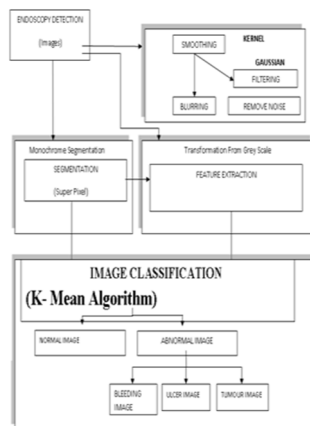 ENDOSCOPY DETECTION
(Images)
KERNEL
SMOOTHING
GAUSSIAN
FILTERING
BLURRING
REMOVE NOISE
Monochrome Segmentation
SEGMENTATION
(Super Pixel)
Transformation From Grey Scale
FEATURE EXTRACTION
IMAGE CLASSIFICATION
(K- Mean Algorithm)
NORMAL IMAGE
ABNORMAL IMAGE
BLEEDING
IMAGE
ULCER IMAGE
TUMOUR IMAGE